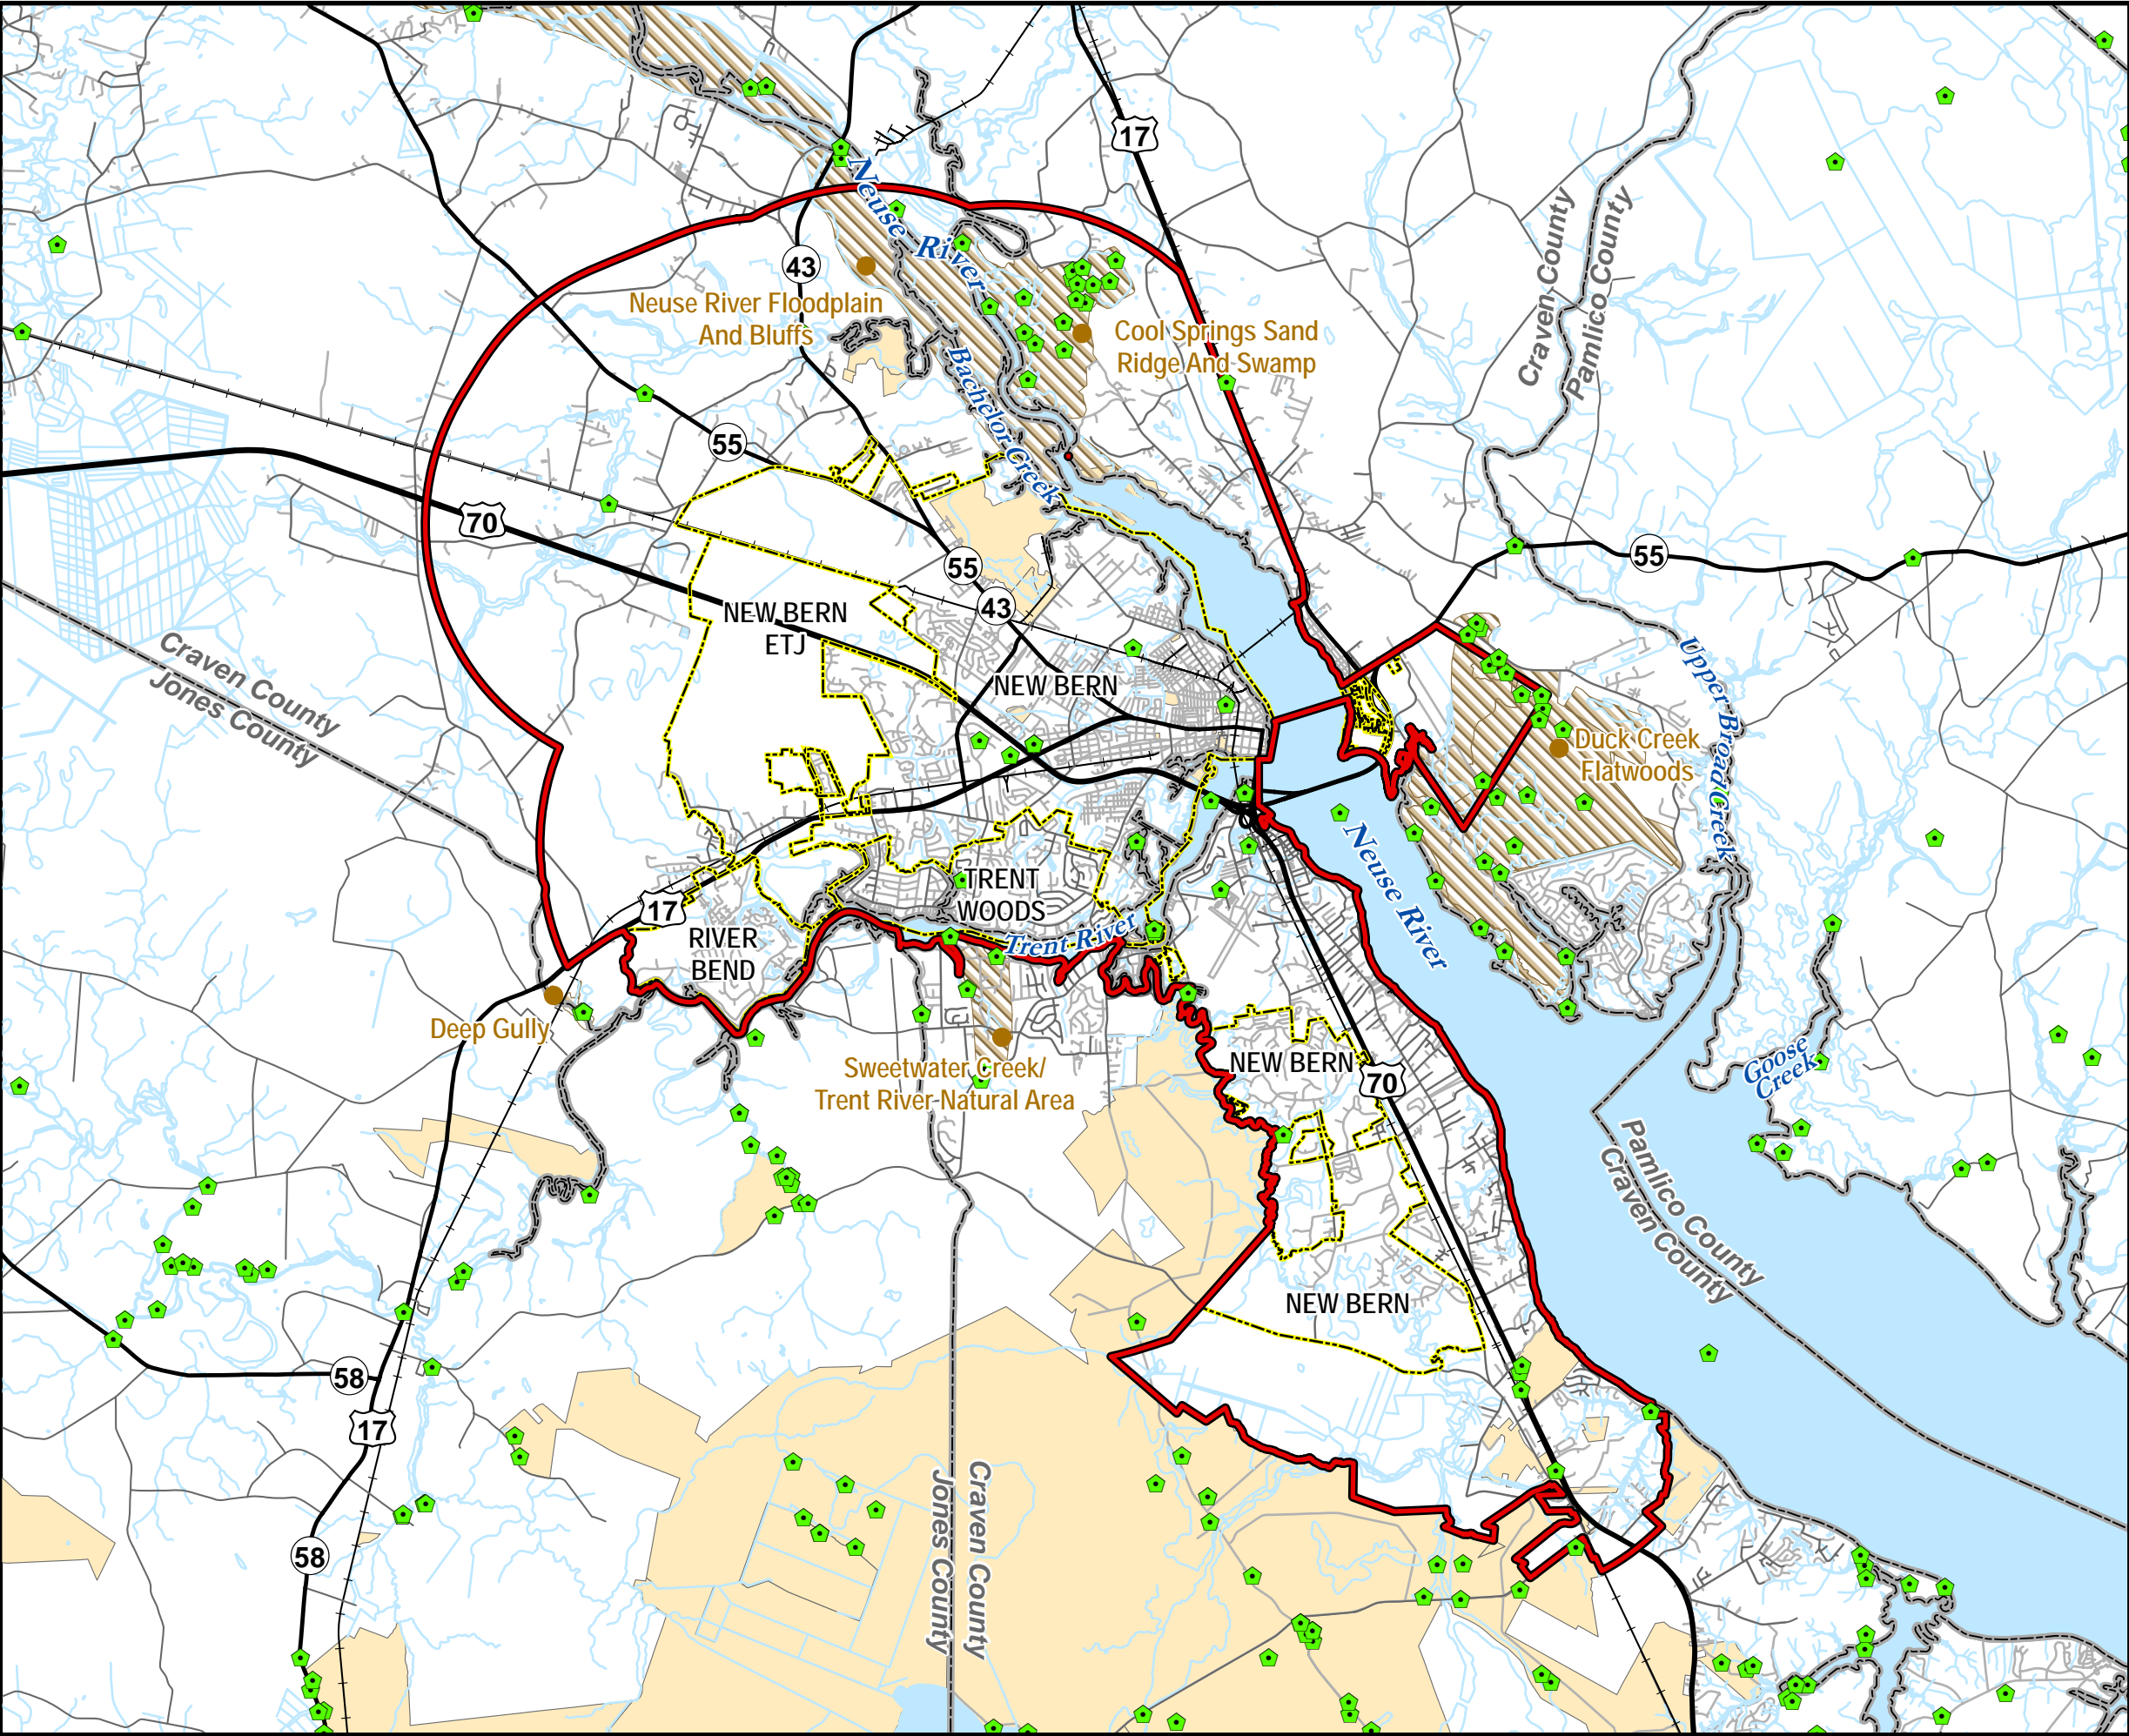 17
Neuse River
43
Neuse River Floodplain
And Bluffs
Cool Springs Sand
Ridge And Swamp
Bachelor Creek
Craven County
Pamlico County
55
70
55
55
43
NEW BERN
ETJ
NEW BERN
Craven County
Jones County
Upper Broad Creek
Duck Creek
Flatwoods
Neuse River
TRENT
WOODS
17
RIVER
BEND
Trent River
Deep Gully
Sweetwater Creek/
Trent River Natural Area
NEW BERN
70
Goose
Creek
Pamlico County
Craven County
NEW BERN
58
17
58
Jones County
Craven County